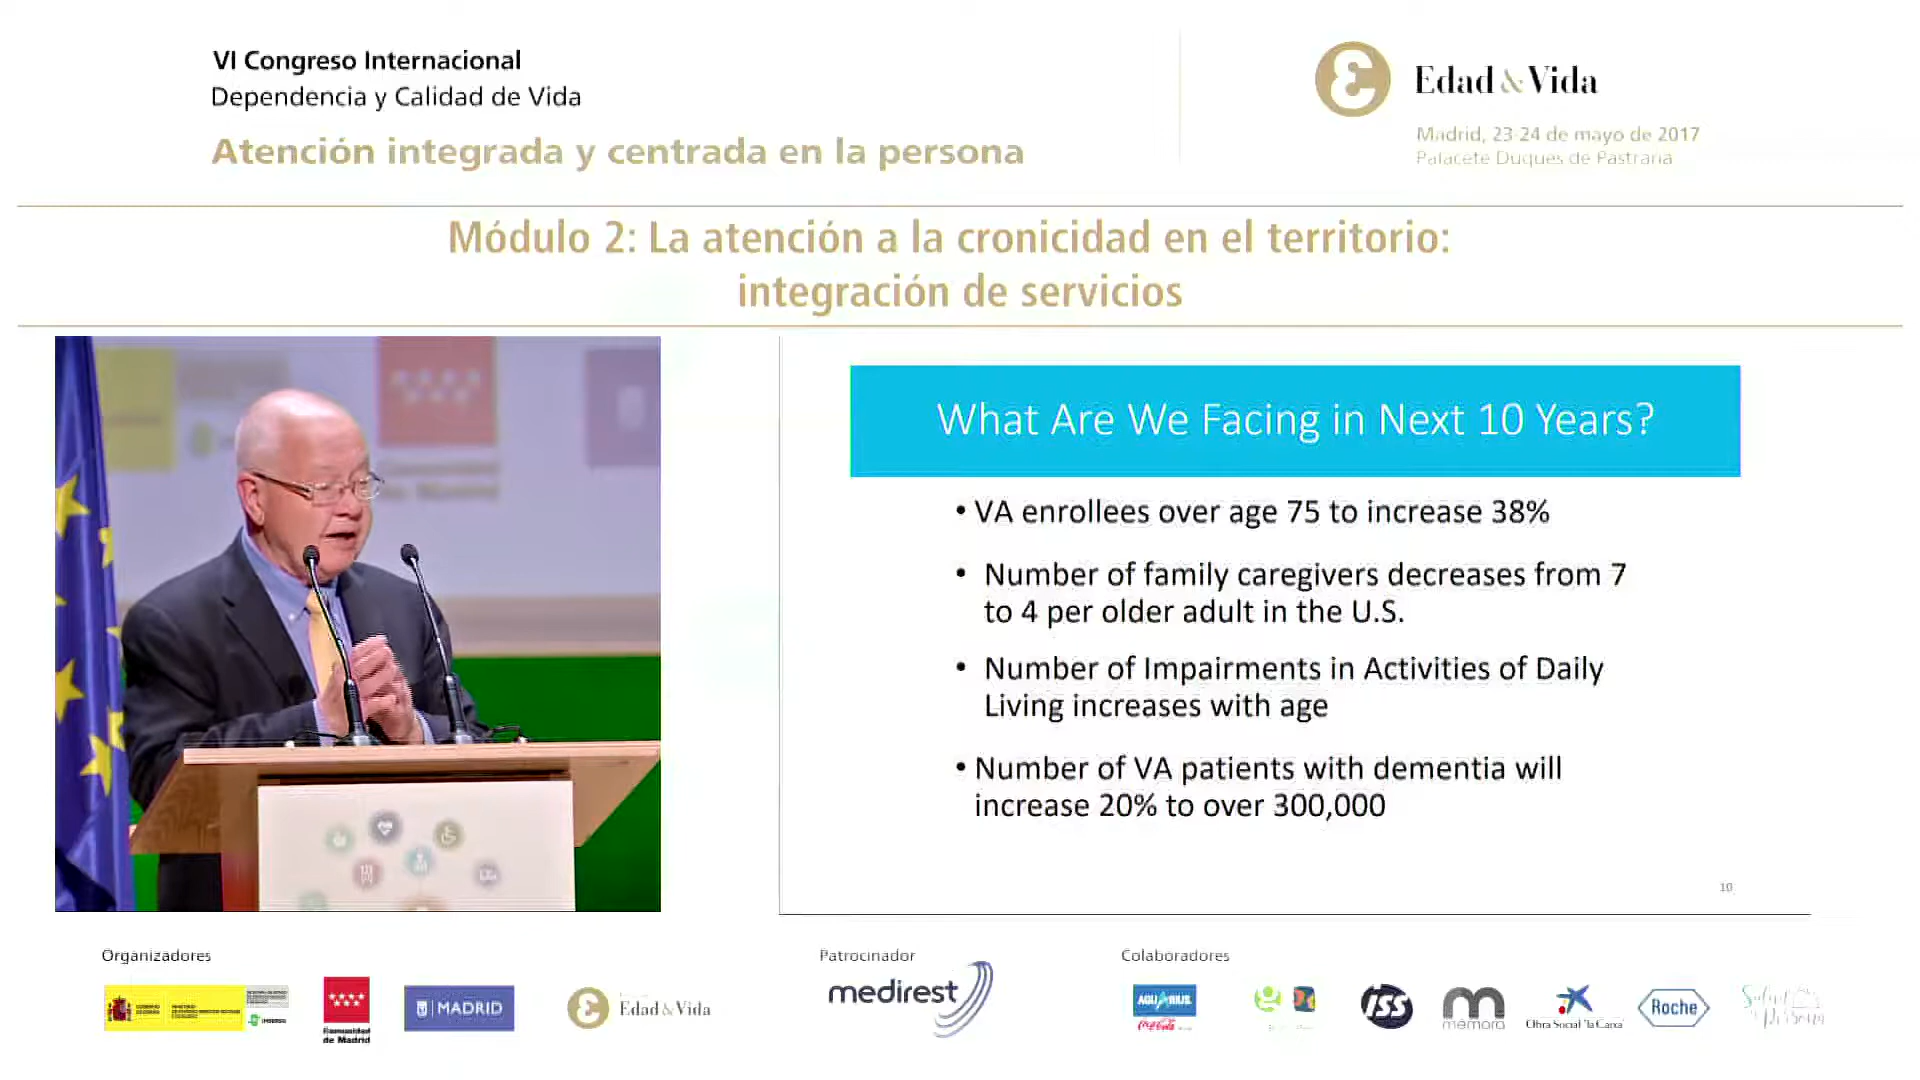 VI Congreso Internacional
Dependencia y Calidad de Vida
Atención integrada y centrada en la persona
Edad & Vida
Madrid, 23-24 de mayo de 2017
Palacete Duques de Pastrana
Módulo 2: La atención a la cronicidad en el territorio:
integración de servicios
What Are We Facing in Next 10 Years?
• VA enrollees over age 75 to increase 38%
• Number of family caregivers decreases from 7
to 4 per older adult in the U.S.
• Number of Impairments in Activities of Daily
Living increases with age
• Number of VA patients with dementia will
increase 20% to over 300,000
10
Organizadores
Patrocinador
Colaboradores
Comunidad
de Madrid
MADRID
Edad & Vida
medirest
AQUARIUS
Coca-Cola
ISS
mémora
Obra Social "la Caixa"
Roche